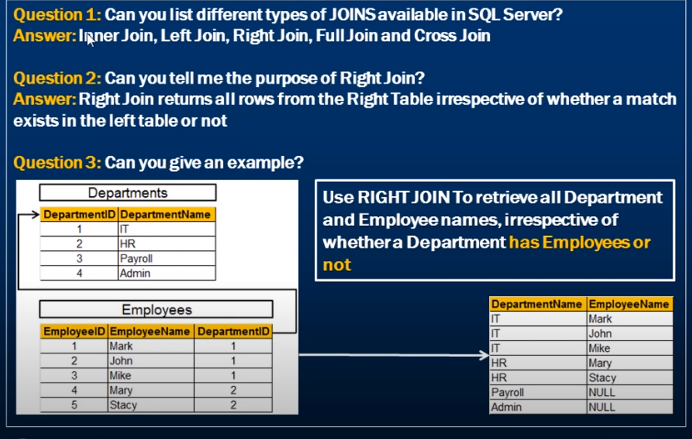 Question 1: Can you list different types of JOINS available in SQL Server?
Answer: Inner Join, Left Join, Right Join, Full Join and Cross Join
Question 2: Can you tell me the purpose of Right Join?
Answer: Right Join returns all rows from the Right Table irrespective of whether a match
exists in the left table or not
Question 3: Can you give an example?
Departments
DepartmentID DepartmentName
1 IT
2 HR
3 Payroll
4 Admin
Employees
EmployeeID EmployeeName DepartmentID
1 Mark 1
2 John 1
3 Mike 1
4 Mary 2
5 Stacy 2
Use RIGHT JOIN To retrieve all Department
and Employee names, irrespective of
whether a Department has Employees or
not
DepartmentName EmployeeName
IT Mark
IT John
IT Mike
HR Mary
HR Stacy
Payroll NULL
Admin NULL